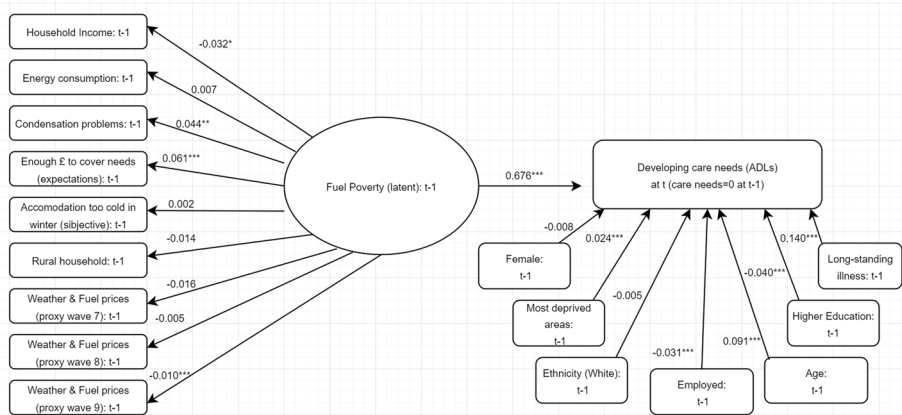 Household Income: t-1
Energy consumption: t-1
Condensation problems: t-1
Enough £ to cover needs
(expectations): t-1
Accomodation too cold in
winter (sibjective): t-1
Rural household: t-1
Weather & Fuel prices
(proxy wave 7): t-1
Weather & Fuel prices
(proxy wave 8): t-1
Weather & Fuel prices
(proxy wave 9): t-1
-0.032*
0.007
0.044**
0.061***
0.002
-0.014
-0.016
-0.005
-0.010***
Fuel Poverty (latent): t-1
0.676***
Developing care needs (ADLs)
at t (care needs=0 at t-1)
-0.008
0.024***
-0.005
-0.031***
0.091***
-0.040***
0.140***
Female:
t-1
Most deprived
areas:
t-1
Ethnicity (White):
t-1
Employed:
t-1
Age:
t-1
Higher Education:
t-1
Long-standing
illness: t-1